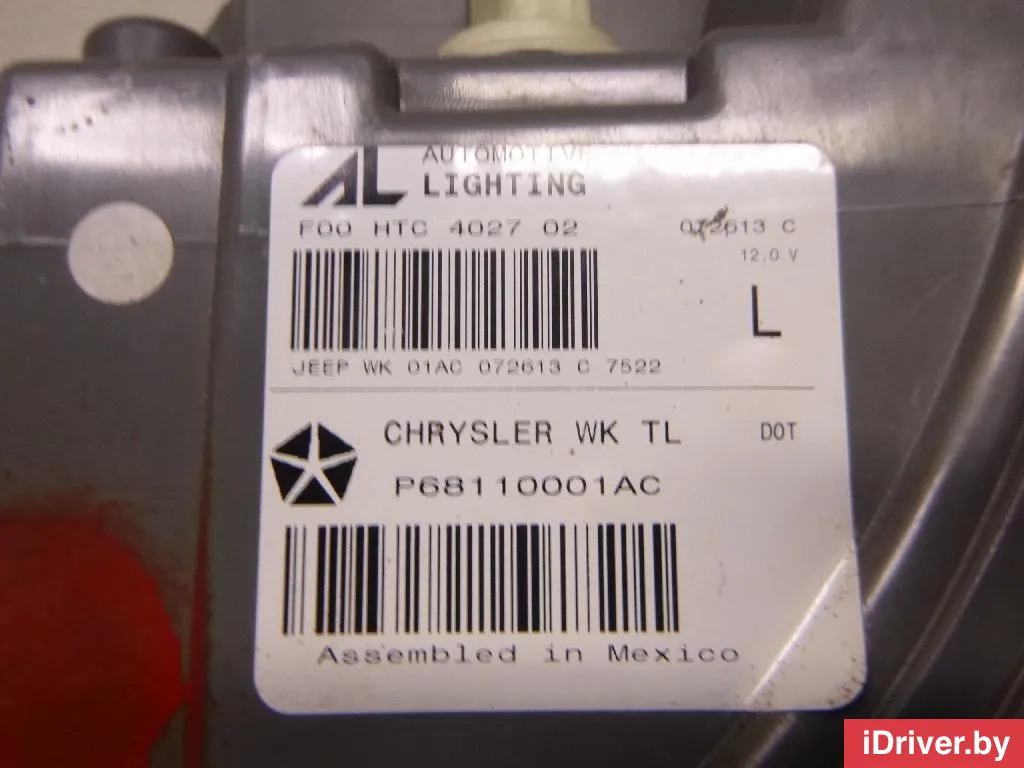 AL AUTOMOTIVE
LIGHTING
F00 HTC 4027 02 072613 C
12.0 V
L
JEEP WK 01AC 072613 C 7522
CHRYSLER WK TL DOT
P68110001AC
Assembled in Mexico
iDriver.by